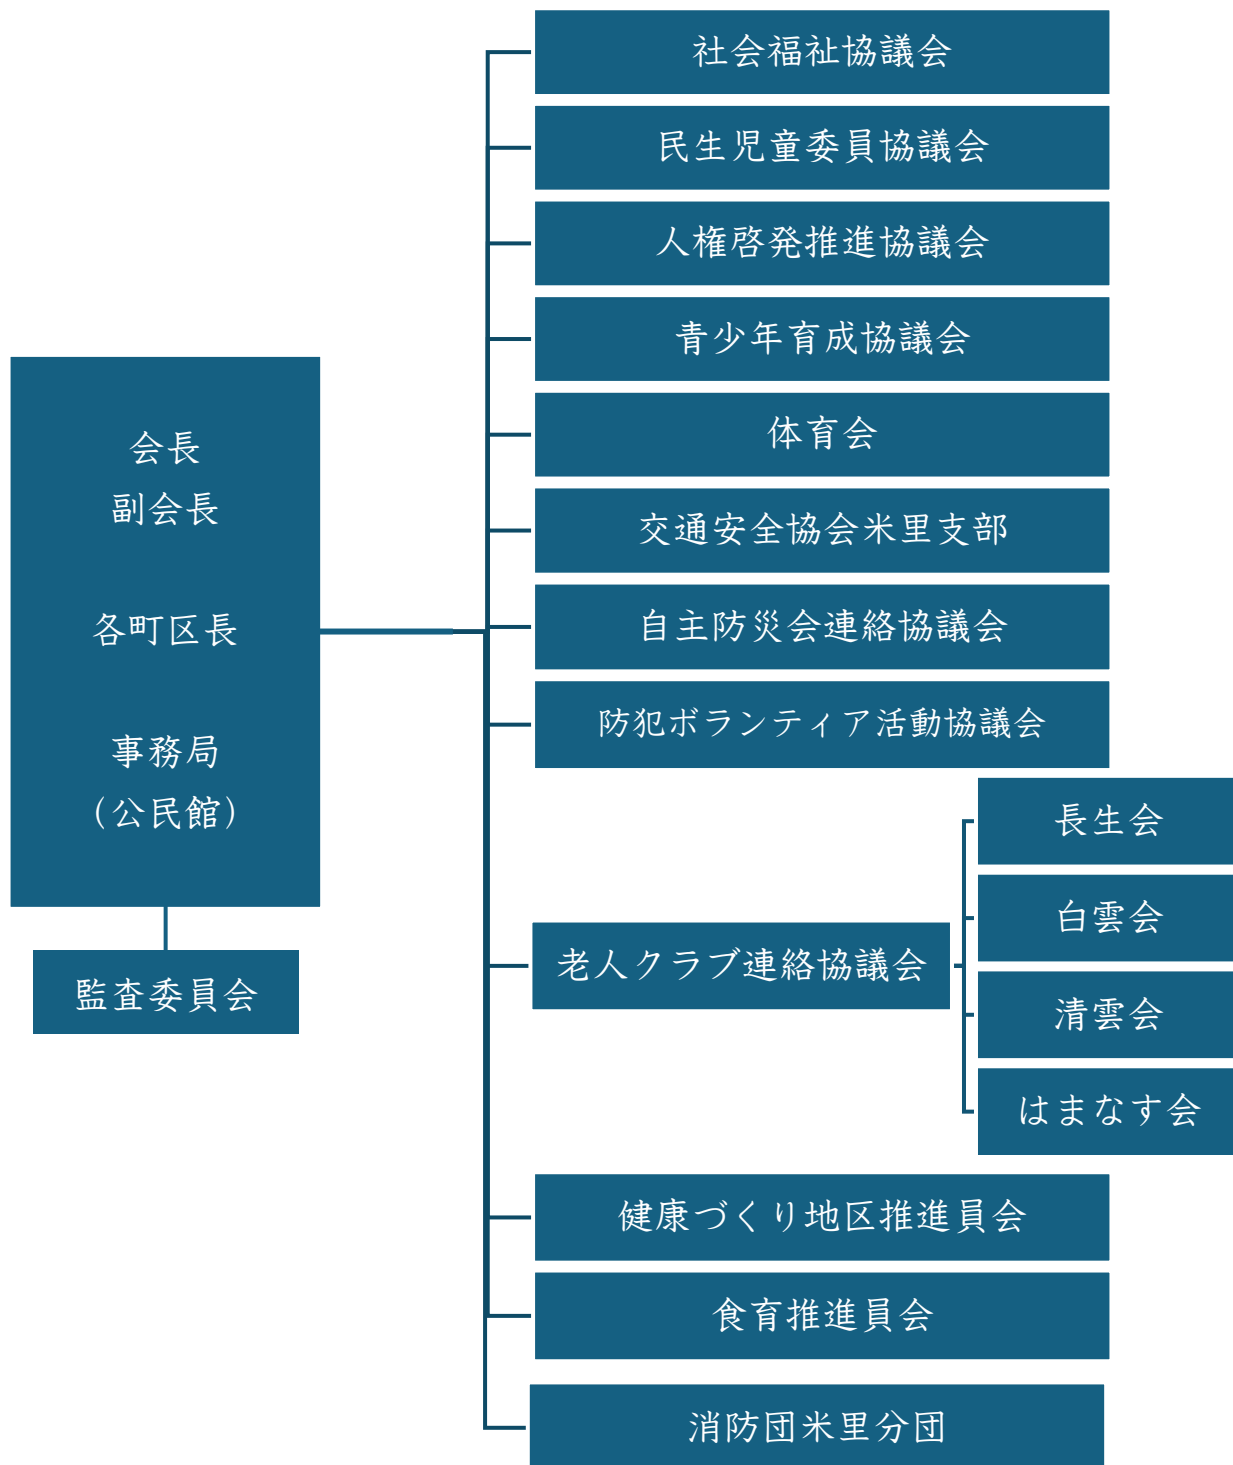 会長
副会長
各町区長
事務局
（公民館）
監査委員会
社会福祉協議会
民生児童委員協議会
人権啓発推進協議会
青少年育成協議会
体育会
交通安全協会米里支部
自主防災会連絡協議会
防犯ボランティア活動協議会
老人クラブ連絡協議会
長生会
白雲会
清雲会
はまなす会
健康づくり地区推進員会
食育推進員会
消防団米里分団